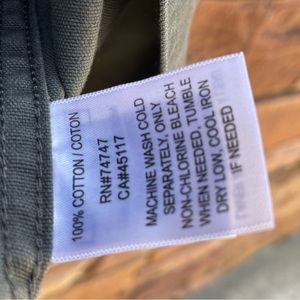 100% COTTON / COTON
RN#74747
CA#45117
MACHINE WASH COLD
SEPARATELY, ONLY
NON-CHLORINE BLEACH
WHEN NEEDED, TUMBLE
DRY LOW, COOL IRON
IF NEEDED